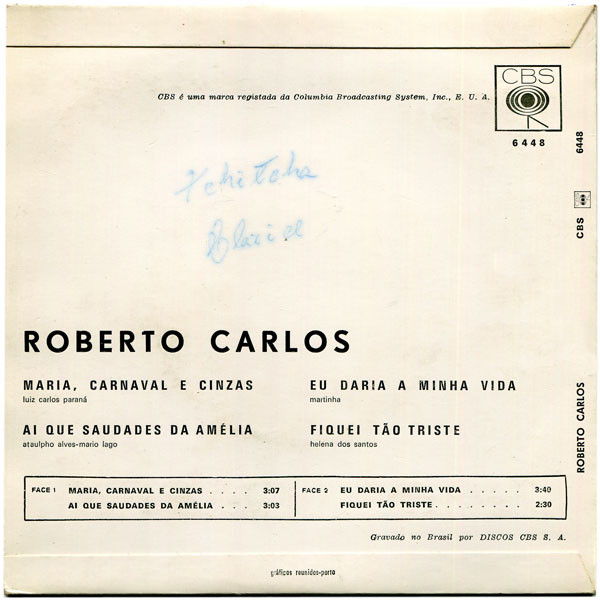 CBS
CBS é uma marca registada da Columbia Broadcasting System, Inc., E. U. A.
6448
6448
CBS
ROBERTO CARLOS
ROBERTO CARLOS
MARIA, CARNAVAL E CINZAS
luiz carlos paraná
EU DARIA A MINHA VIDA
martinha
AI QUE SAUDADES DA AMÉLIA
ataulpho alves-mario lago
FIQUEI TÃO TRISTE
helena dos santos
FACE 1 MARIA, CARNAVAL E CINZAS . . . . 3:07
AI QUE SAUDADES DA AMÉLIA . . . 3:03
FACE 2 EU DARIA A MINHA VIDA . . . . . . 3:40
FIQUEI TÃO TRISTE. . . . . . . . 2:30
Gravado no Brasil por DISCOS CBS S. A.
gráficos reunidos-porto